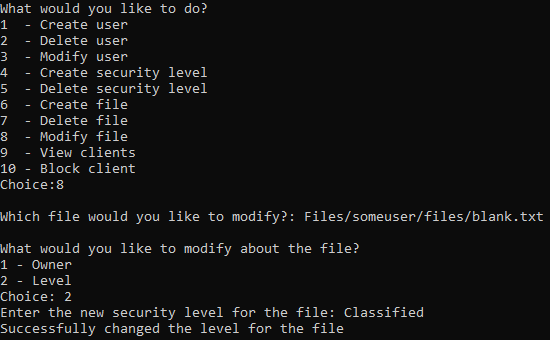 What would you like to do?
1  - Create user
2  - Delete user
3  - Modify user
4  - Create security level
5  - Delete security level
6  - Create file
7  - Delete file
8  - Modify file
9  - View clients
10 - Block client
Choice:8
Which file would you like to modify?: Files/someuser/files/blank.txt
What would you like to modify about the file?
1 - Owner
2 - Level
Choice: 2
Enter the new security level for the file: Classified
Successfully changed the level for the file